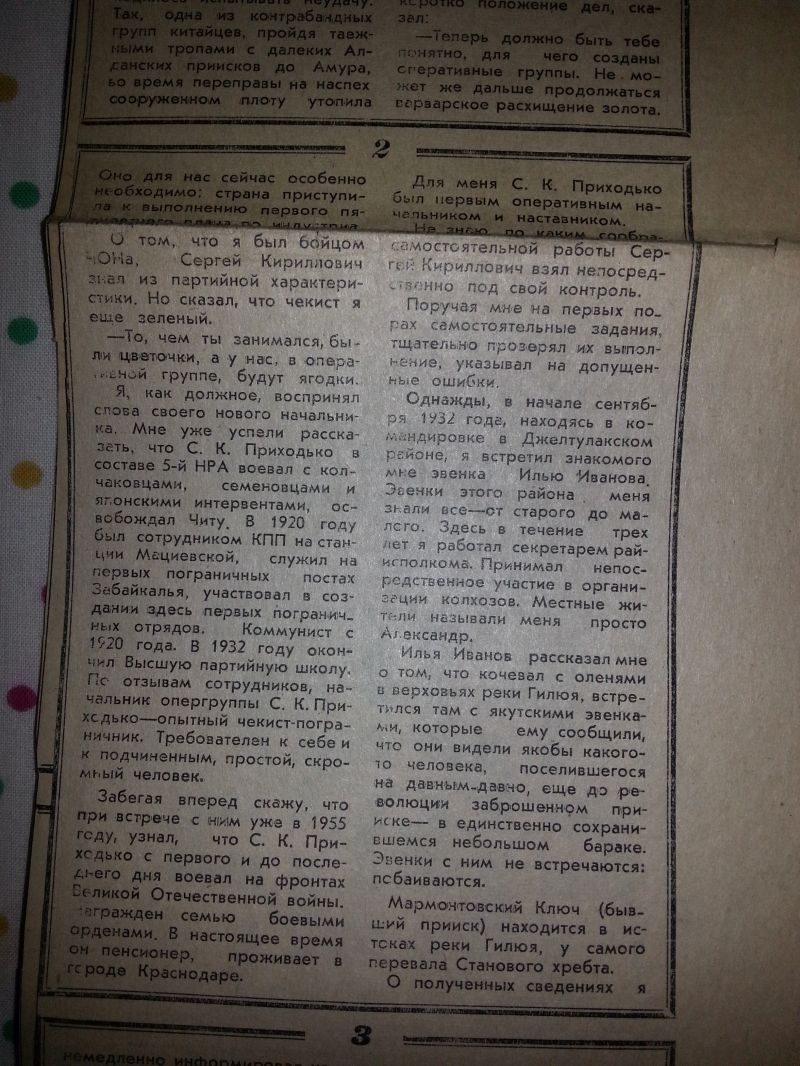 Так, одна из контрабандных
групп китайцев, пройдя таеж-
ными тропами с далеких Ал-
данских приисков до Амура,
во время переправы на наспех
сооруженном плоту утопила
коротко положение дел, ска-
зал:
—Теперь должно быть тебе
понятно, для чего созданы
оперативные группы. Не мо-
жет же дальше продолжаться
варварское расхищение золота.
2
Оно для нас сейчас особенно
необходимо: страна приступи-
ла к выполнению первого пя-
О том, что я был бойцом
ЧОНа, Сергей Кириллович
знал из партийной характери-
стики. Но сказал, что чекист я
еще зеленый.
—То, чем ты занимался, бы-
ли цветочки, а у нас, в опера-
тивной группе, будут ягодки.
Я, как должное, воспринял
слова своего нового начальни-
ка. Мне уже успели расска-
зать, что С. К. Приходько в
составе 5-й НРА воевал с кол-
чаковцами, семеновцами и
японскими интервентами, ос-
вобождал Читу. В 1920 году
был сотрудником КПП на стан-
ции Мациевской, служил на
первых пограничных постах
Забайкалья, участвовал в соз-
дании здесь первых погранич-
ных отрядов. Коммунист с
1920 года. В 1932 году окон-
чил Высшую партийную школу.
По отзывам сотрудников, на-
чальник опергруппы С. К. При-
ходько—опытный чекист-погра-
ничник. Требователен к себе и
к подчиненным, простой, скро-
мный человек.
Забегая вперед скажу, что
при встрече с ним уже в 1955
году, узнал, что С. К. При-
ходько с первого и до после-
днего дня воевал на фронтах
Великой Отечественной войны.
Награжден семью боевыми
орденами. В настоящее время
он пенсионер, проживает в
городе Краснодаре.
Для меня С. К. Приходько
был первым оперативным на-
чальником и наставником.
Не знаю, по каким сообра-
самостоятельной работы Сер-
гей Кириллович взял непосред-
ственно под свой контроль.
Поручая мне на первых по-
рах самостоятельные задания,
тщательно проверял их выпол-
нение, указывал на допущен-
ные ошибки.
Однажды, в начале сентяб-
ря 1932 года, находясь в ко-
мандировке в Джелтулакском
районе, я встретил знакомого
мне эвенка Илью Иванова.
Эвенки этого района меня
знали все—от старого до ма-
лого. Здесь в течение трех
лет я работал секретарем рай-
исполкома. Принимал непос-
редственное участие в органи-
зации колхозов. Местные жи-
тели называли меня просто
Александр.
Илья Иванов рассказал мне
о том, что кочевал с оленями
в верховьях реки Гилюя, встре-
тился там с якутскими эвенка-
ми, которые ему сообщили,
что они видели якобы какого-
то человека, поселившегося
на давным-давно, еще до ре-
волюции заброшенном при-
иске— в единственно сохрани-
вшемся небольшом бараке.
Эвенки с ним не встречаются:
побаиваются.
Мармонтовский Ключ (быв-
ший прииск) находится в ис-
токах реки Гилюя, у самого
перевала Станового хребта.
О полученных сведениях я
3
немедленно информировал